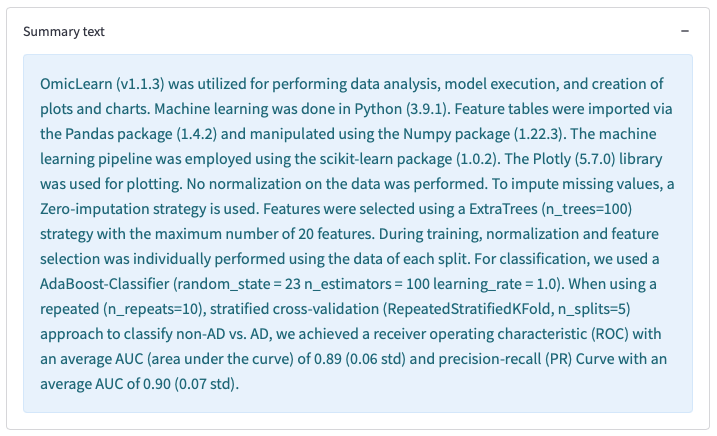 Summary text
−
OmicLearn (v1.1.3) was utilized for performing data analysis, model execution, and creation of
plots and charts. Machine learning was done in Python (3.9.1). Feature tables were imported via
the Pandas package (1.4.2) and manipulated using the Numpy package (1.22.3). The machine
learning pipeline was employed using the scikit-learn package (1.0.2). The Plotly (5.7.0) library
was used for plotting. No normalization on the data was performed. To impute missing values, a
Zero-imputation strategy is used. Features were selected using a ExtraTrees (n_trees=100)
strategy with the maximum number of 20 features. During training, normalization and feature
selection was individually performed using the data of each split. For classification, we used a
AdaBoost-Classifier (random_state = 23 n_estimators = 100 learning_rate = 1.0). When using a
repeated (n_repeats=10), stratified cross-validation (RepeatedStratifiedKFold, n_splits=5)
approach to classify non-AD vs. AD, we achieved a receiver operating characteristic (ROC) with
an average AUC (area under the curve) of 0.89 (0.06 std) and precision-recall (PR) Curve with an
average AUC of 0.90 (0.07 std).